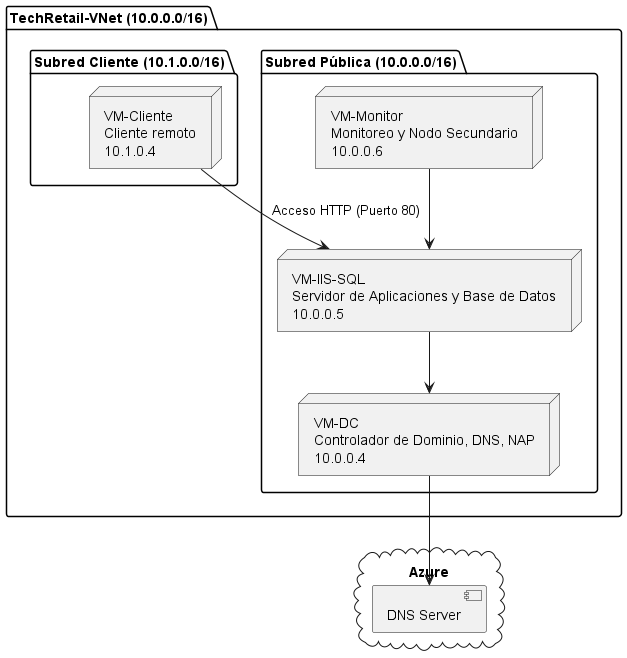 TechRetail-VNet (10.0.0.0/16)
Subred Cliente (10.1.0.0/16)
VM-Cliente
Cliente remoto
10.1.0.4
Subred Pública (10.0.0.0/16)
VM-Monitor
Monitoreo y Nodo Secundario
10.0.0.6
Acceso HTTP (Puerto 80)
VM-IIS-SQL
Servidor de Aplicaciones y Base de Datos
10.0.0.5
VM-DC
Controlador de Dominio, DNS, NAP
10.0.0.4
Azure
DNS Server